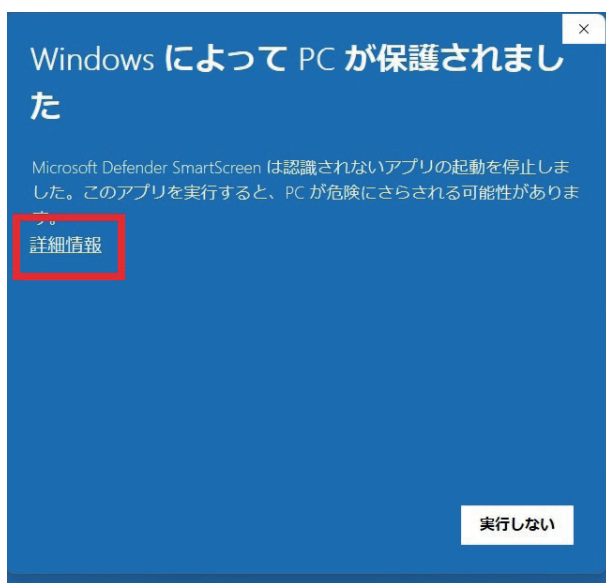 Windows によって PC が保護されまし
た
Microsoft Defender SmartScreen は認識されないアプリの起動を停止しま
した。このアプリを実行すると、PC が危険にさらされる可能性がありま
す。
詳細情報
実行しない